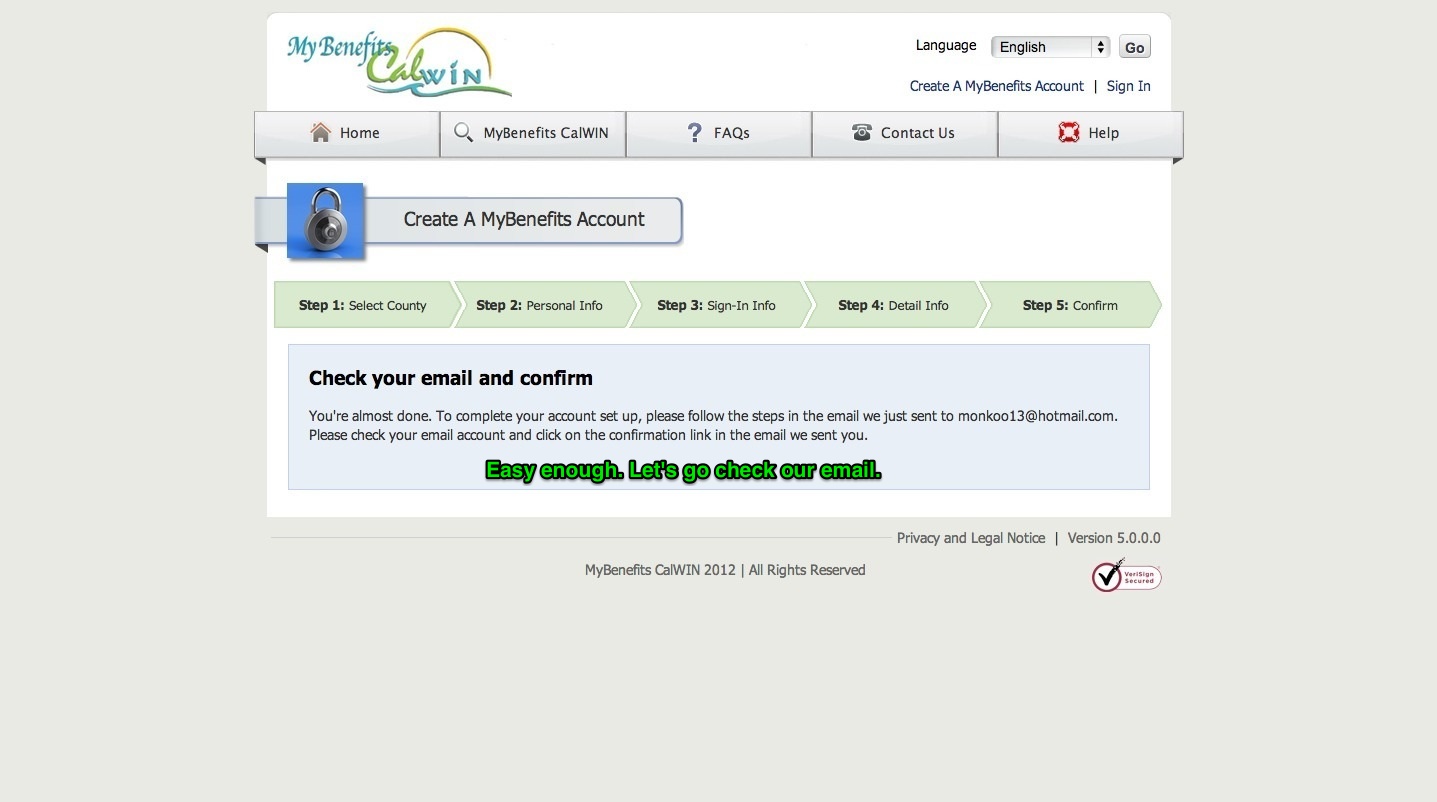 My Benefits
CalWIN
Language English Go
Create A MyBenefits Account | Sign In
Home MyBenefits CalWIN FAQs Contact Us Help
Create A MyBenefits Account
Step 1: Select County Step 2: Personal Info Step 3: Sign-In Info Step 4: Detail Info Step 5: Confirm
Check your email and confirm
You're almost done. To complete your account set up, please follow the steps in the email we just sent to monkoo13@hotmail.com.
Please check your email account and click on the confirmation link in the email we sent you.
Easy enough. Let's go check our email.
Privacy and Legal Notice | Version 5.0.0.0
MyBenefits CalWIN 2012 | All Rights Reserved
VeriSign
Secured